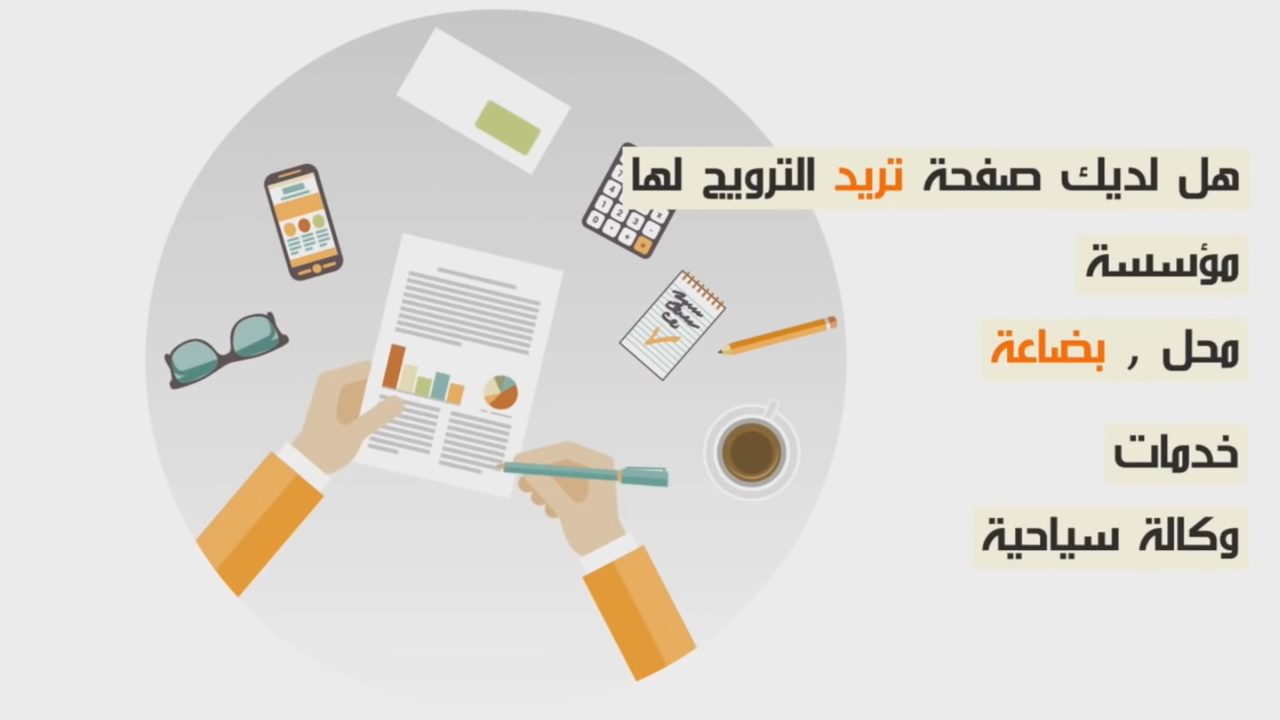 هل لديك صفحة تريد الترويج لها
مؤسسة
محل , بضاعة
خدمات
وكالة سياحية